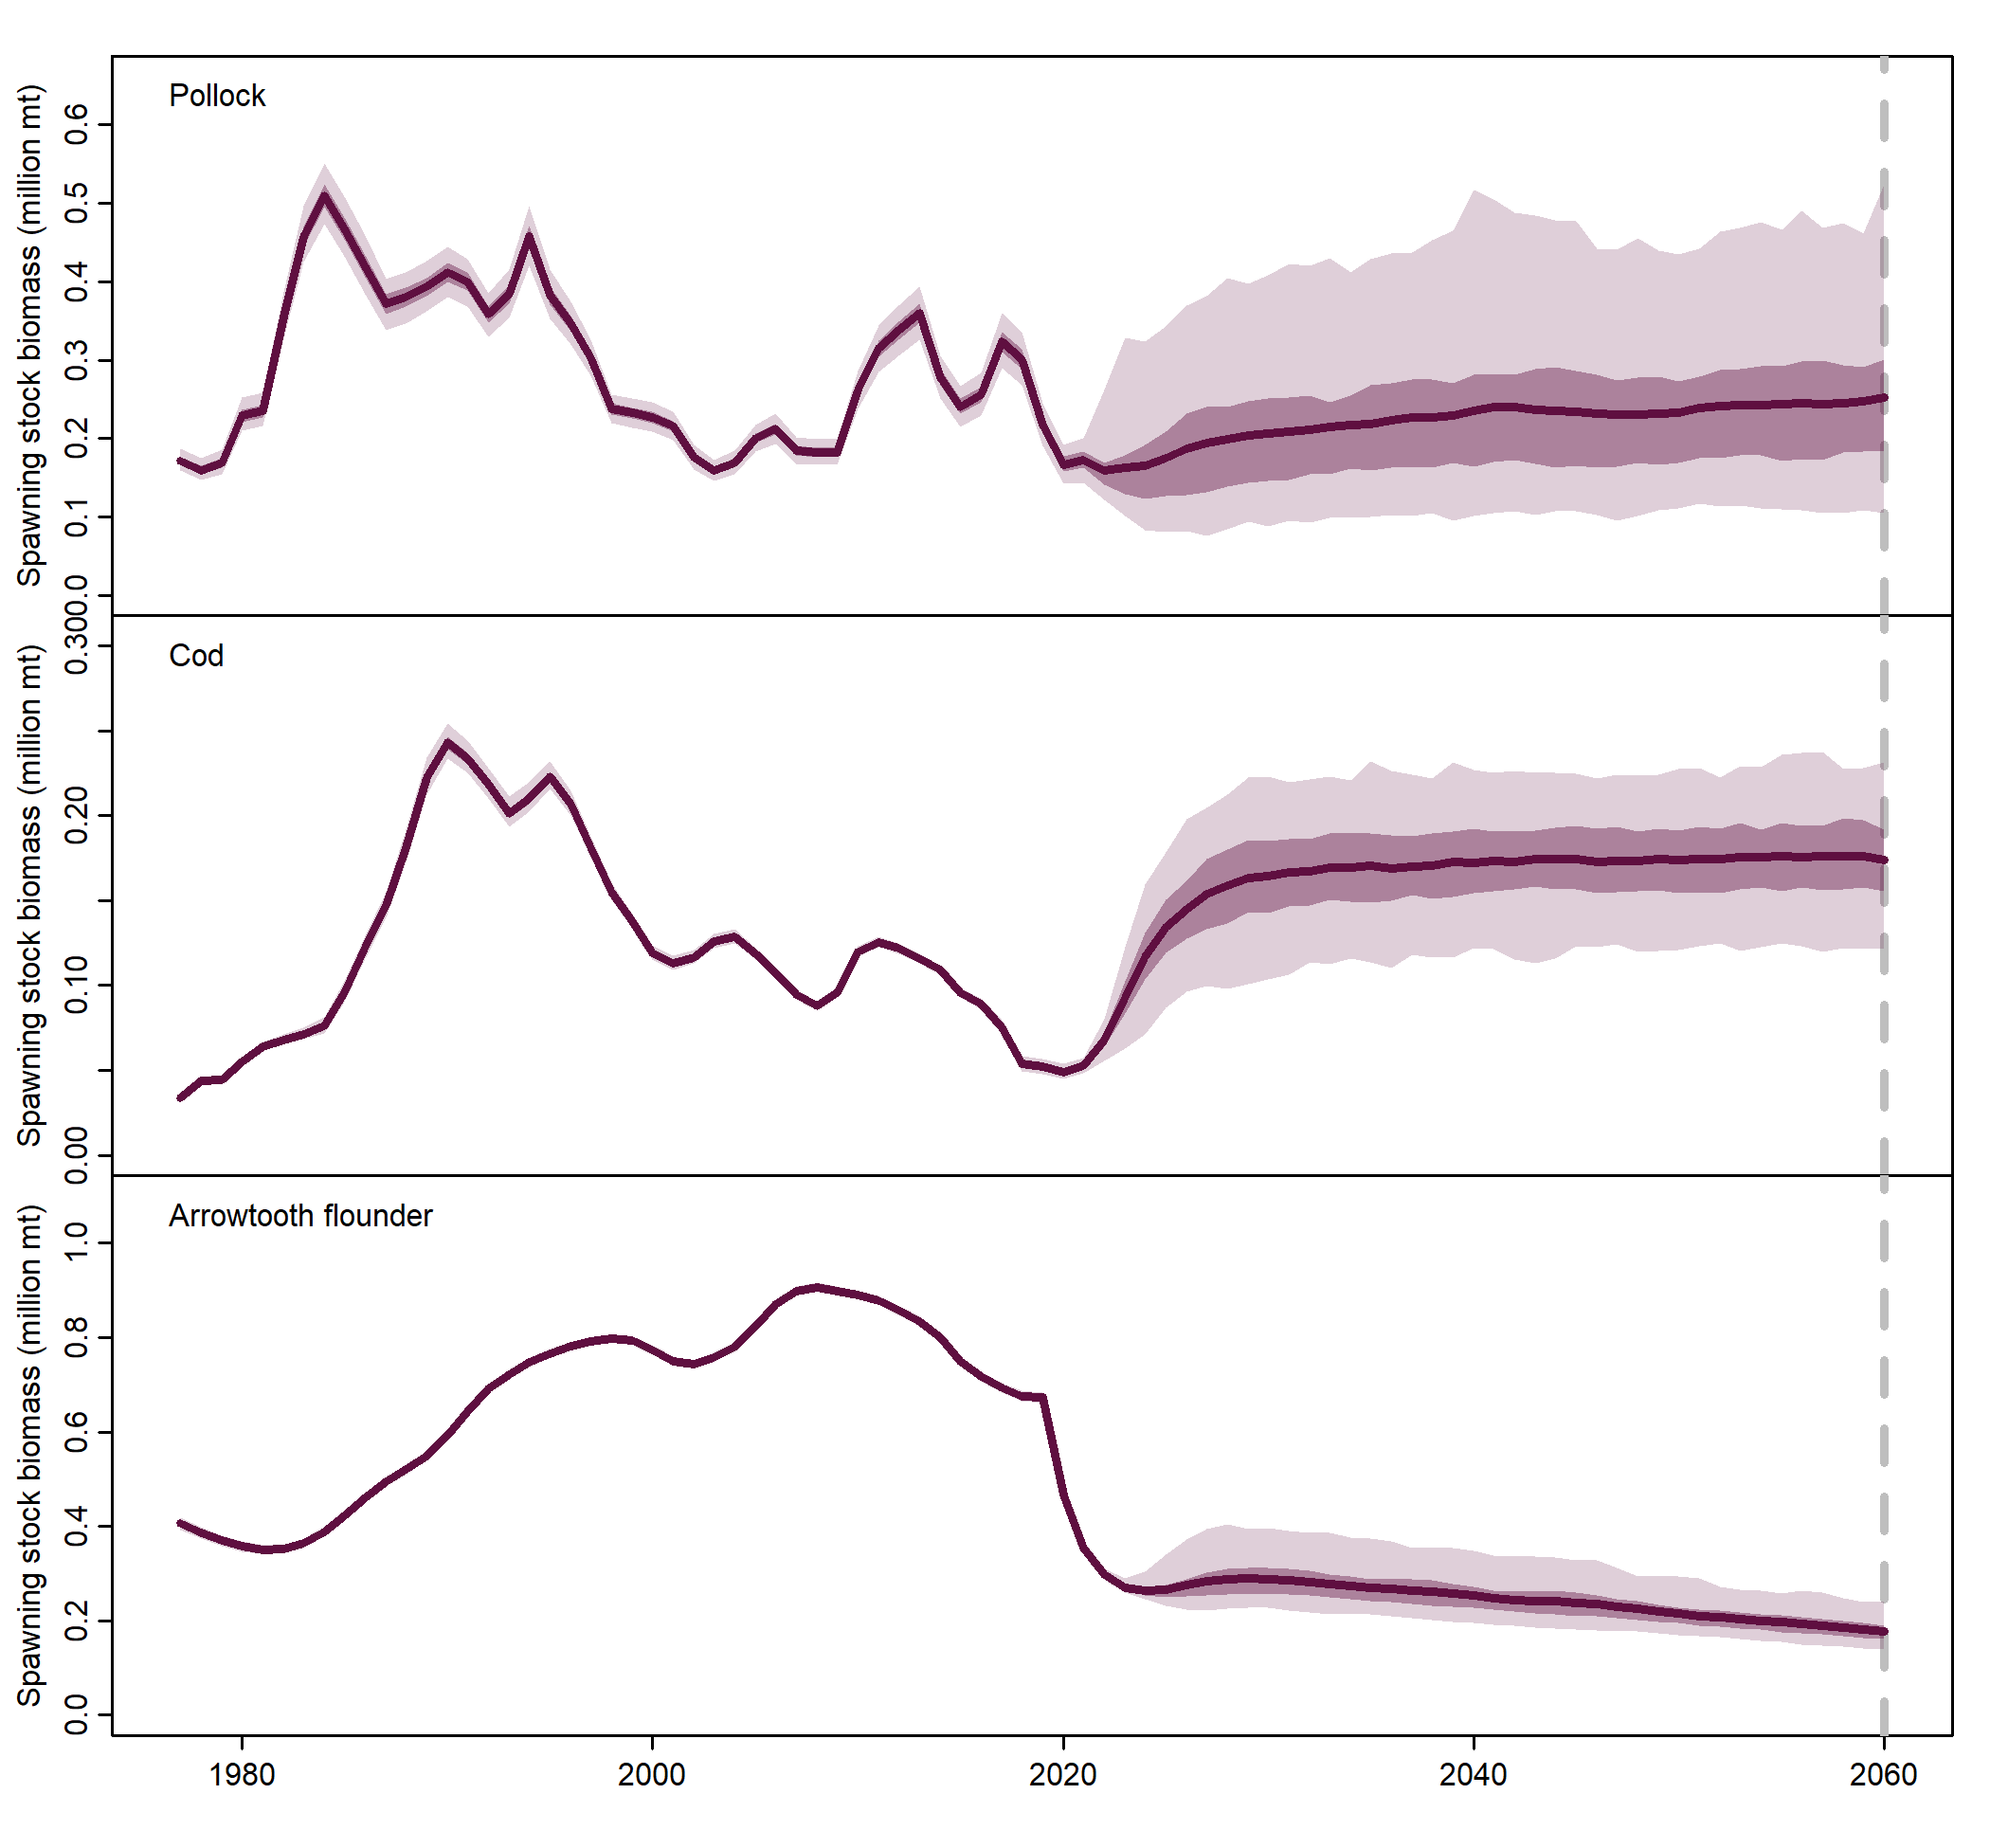 Pollock
Spawning stock biomass (million mt)
0.6
0.5
0.4
0.3
0.2
0.1
0.0
Cod
Spawning stock biomass (million mt)
0.30
0.20
0.10
0.00
Arrowtooth flounder
Spawning stock biomass (million mt)
1.0
0.8
0.6
0.4
0.2
0.0
1980 2000 2020 2040 2060